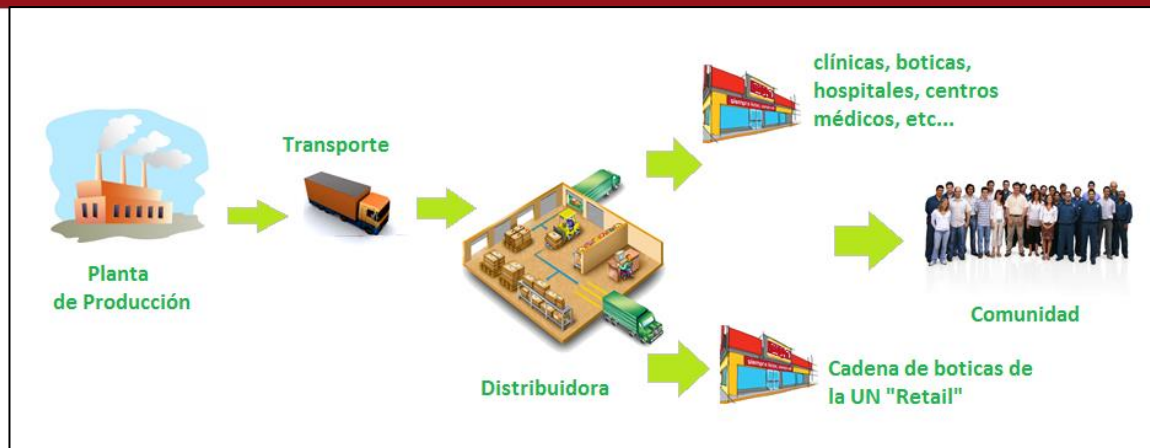 clínicas, boticas,
hospitales, centros
médicos, etc...
Transporte
Planta
de Producción
Distribuidora
Comunidad
Cadena de boticas de
la UN "Retail"